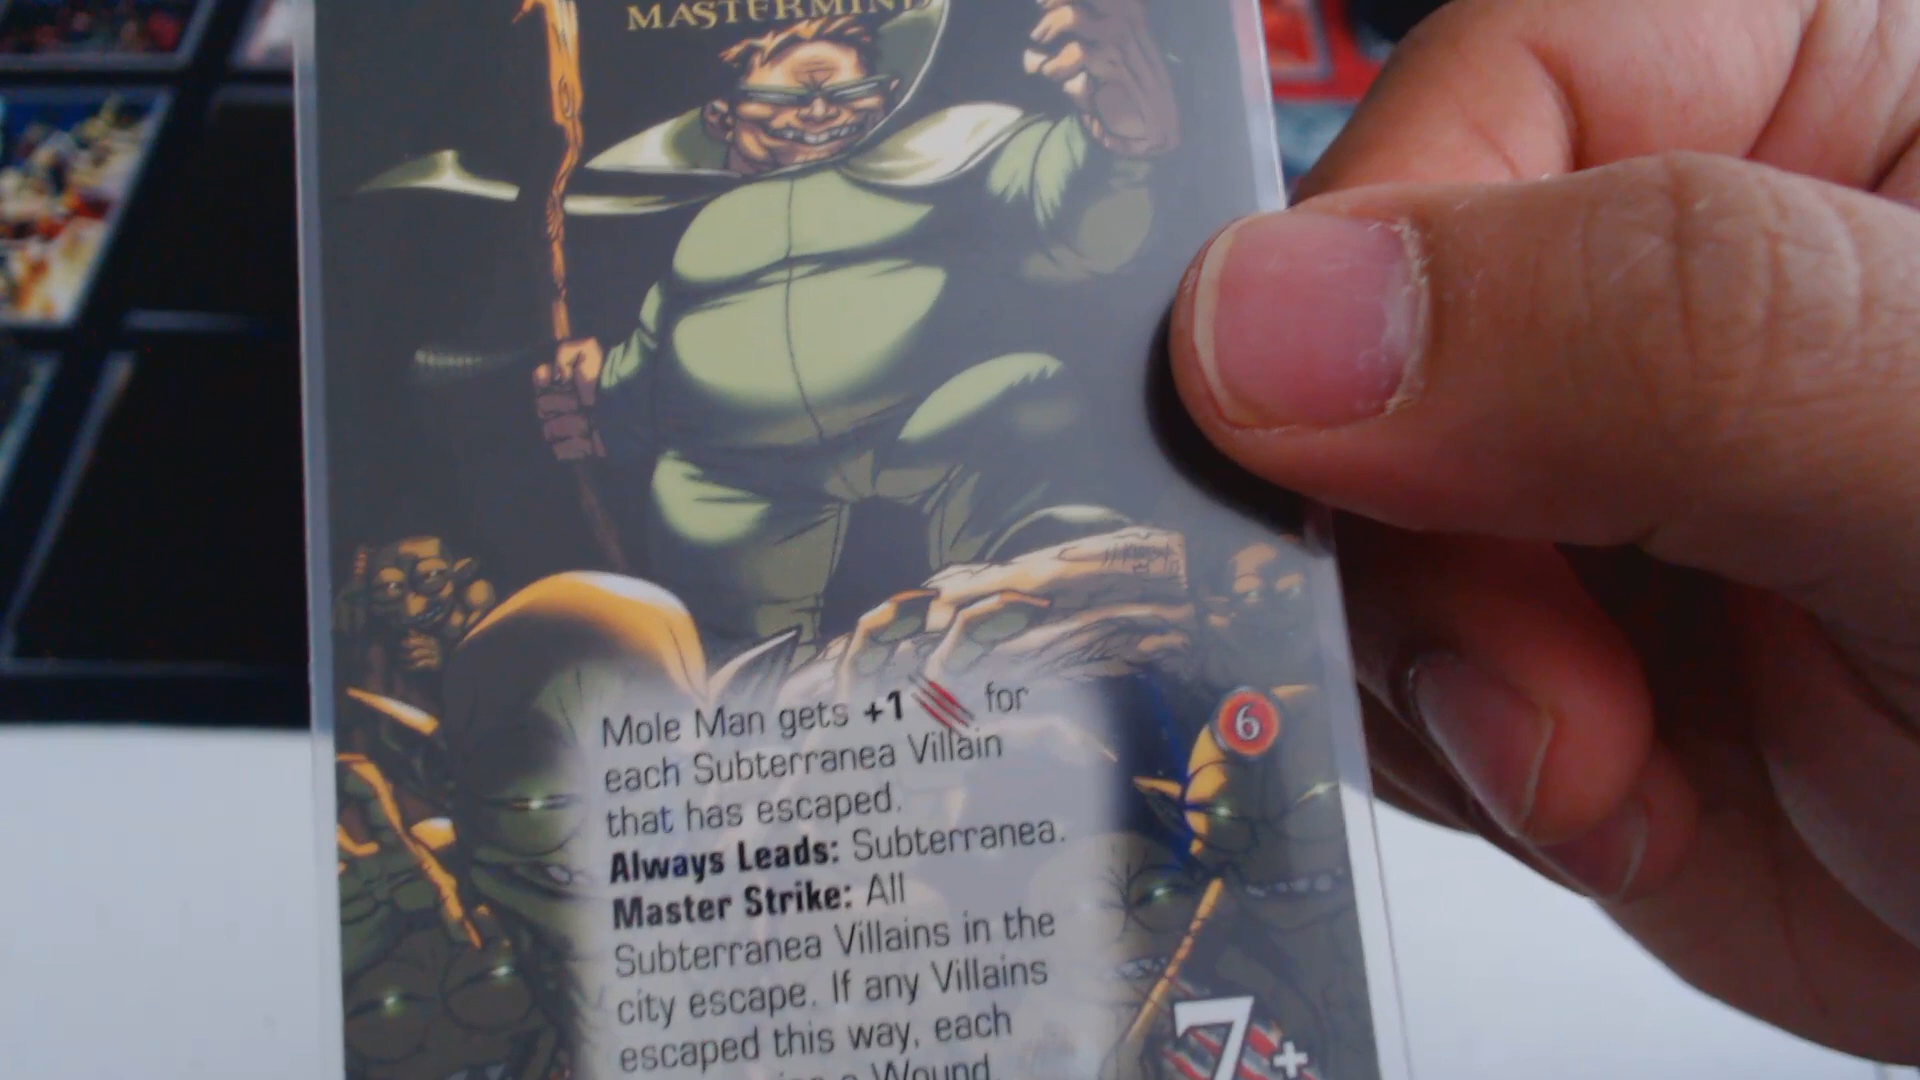 MASTERMIND
Mole Man gets +1 for
each Subterranea Villain
that has escaped.
Always Leads: Subterranea.
Master Strike: All
Subterranea Villains in the
city escape. If any Villains
escaped this way, each
a Wound.
6
7+